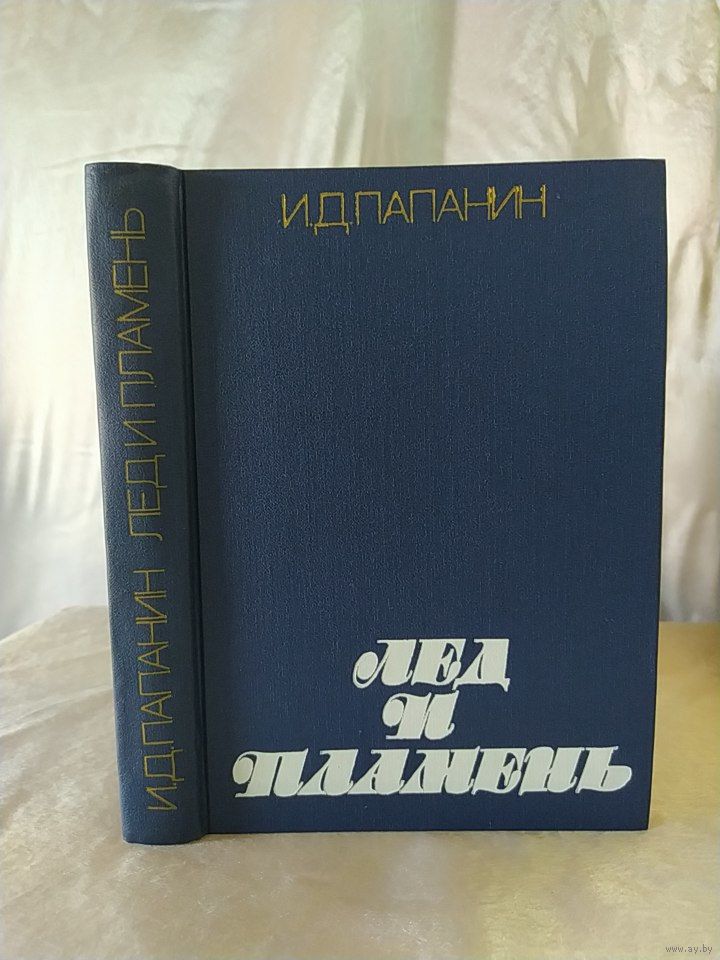 И.Д.ПАПАНИН ЛЕД И ПЛАМЕНЬ
И.Д.ПАПАНИН
ЛЕД
И
ПЛАМЕНЬ
www.ay.by